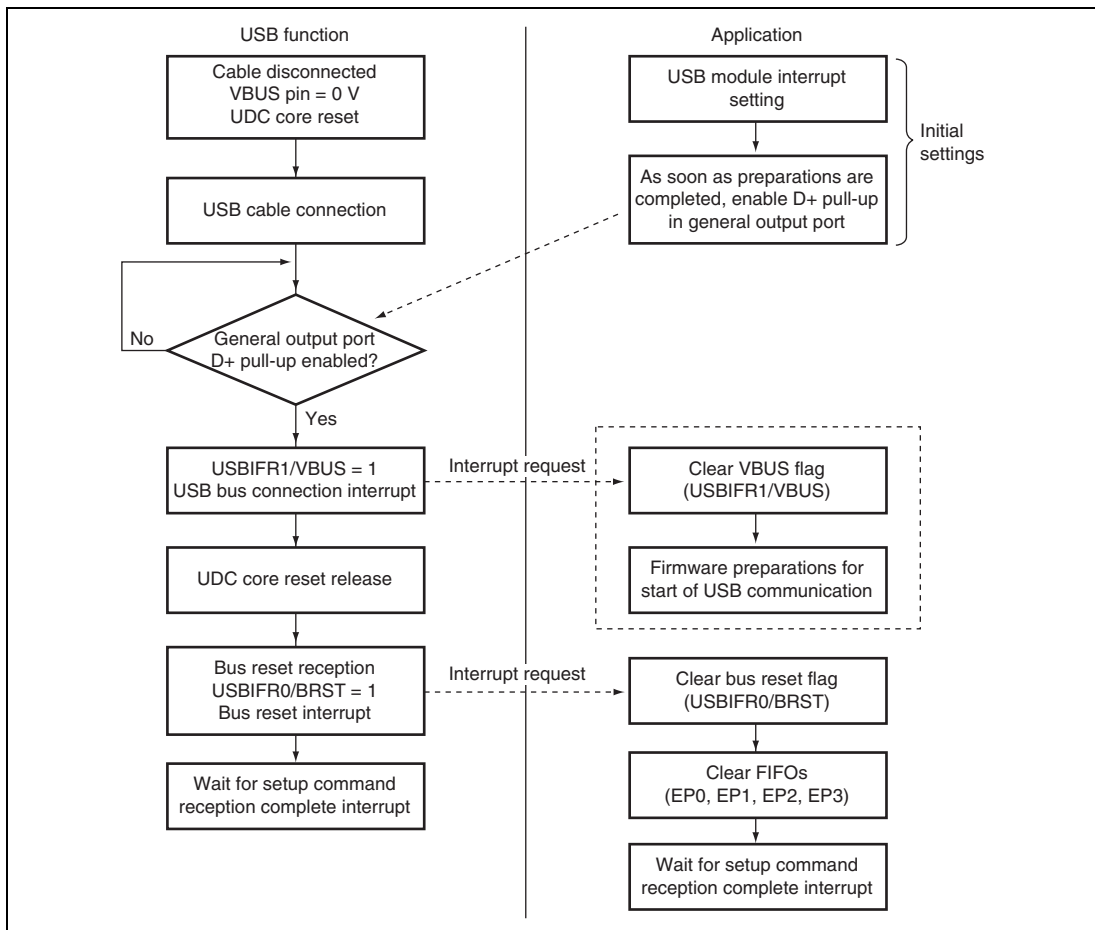 USB function
Cable disconnected
VBUS pin = 0 V
UDC core reset
USB cable connection
No
General output port
D+ pull-up enabled?
Yes
USBIFR1/VBUS = 1
USB bus connection interrupt
Interrupt request
UDC core reset release
Bus reset reception
USBIFR0/BRST = 1
Bus reset interrupt
Interrupt request
Wait for setup command
reception complete interrupt
Application
USB module interrupt
setting
As soon as preparations are
completed, enable D+ pull-up
in general output port
Initial
settings
Clear VBUS flag
(USBIFR1/VBUS)
Firmware preparations for
start of USB communication
Clear bus reset flag
(USBIFR0/BRST)
Clear FIFOs
(EP0, EP1, EP2, EP3)
Wait for setup command
reception complete interrupt